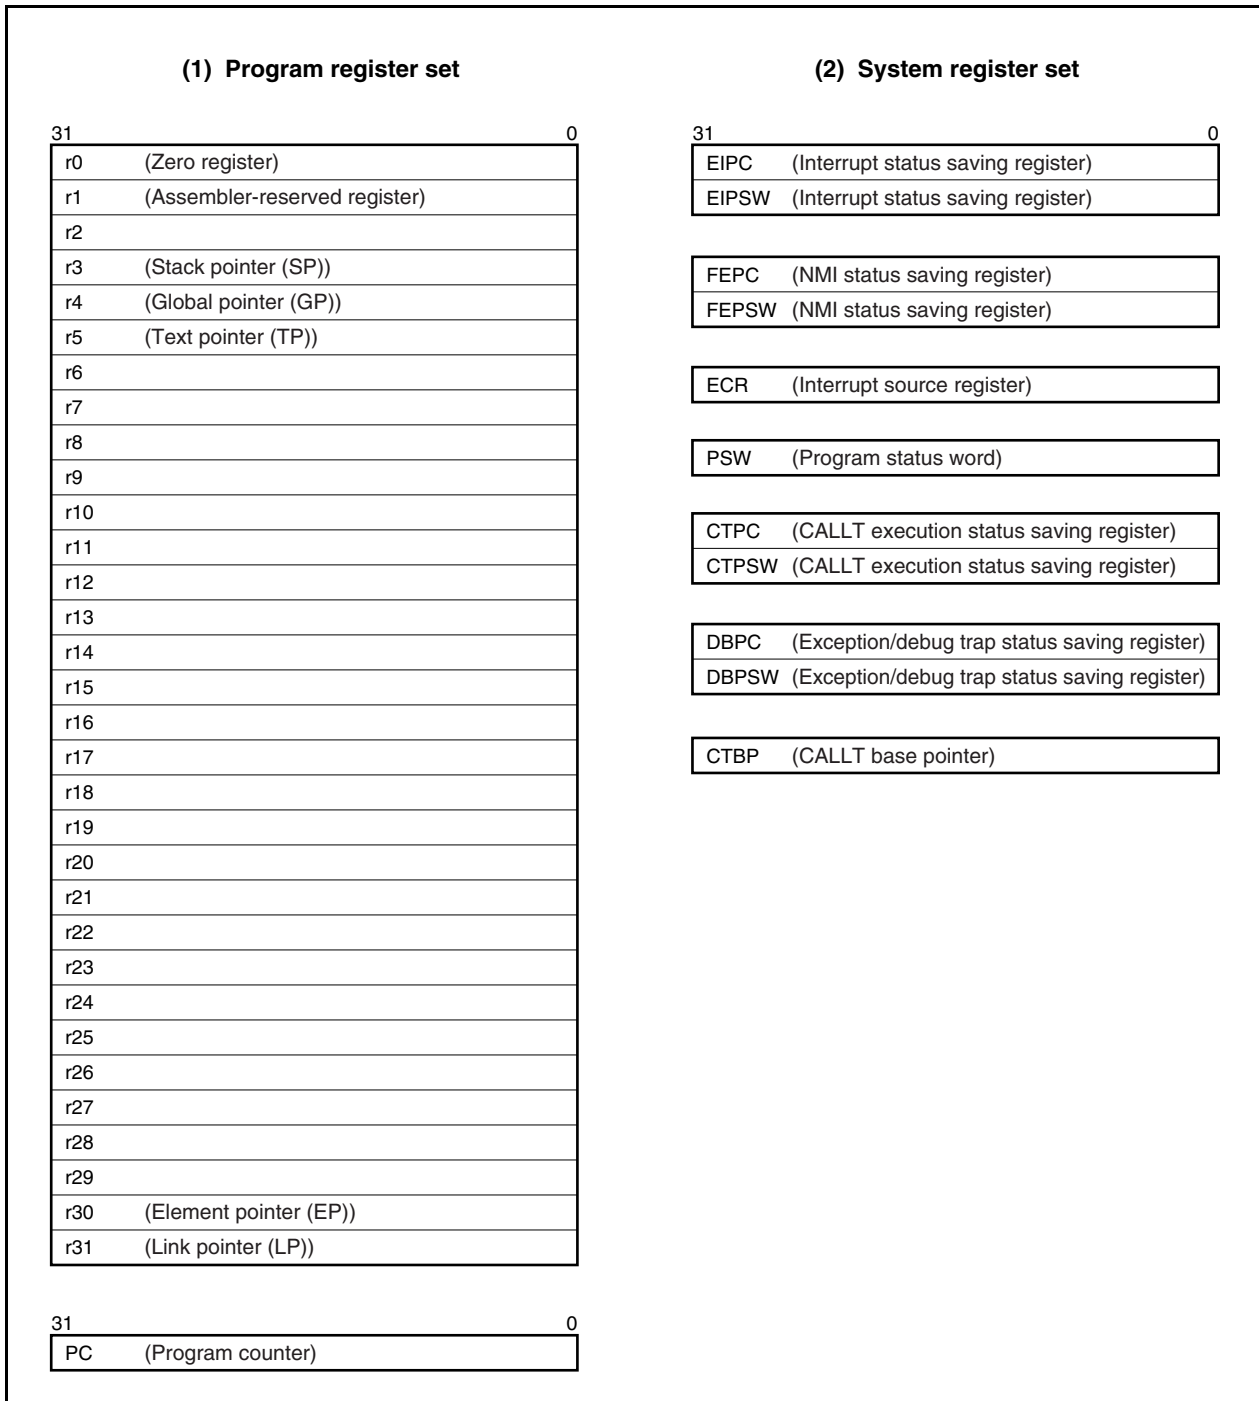 (1) Program register set
31 0
r0 (Zero register)
r1 (Assembler-reserved register)
r2
r3 (Stack pointer (SP))
r4 (Global pointer (GP))
r5 (Text pointer (TP))
r6
r7
r8
r9
r10
r11
r12
r13
r14
r15
r16
r17
r18
r19
r20
r21
r22
r23
r24
r25
r26
r27
r28
r29
r30 (Element pointer (EP))
r31 (Link pointer (LP))
31 0
PC (Program counter)
(2) System register set
31 0
EIPC (Interrupt status saving register)
EIPSW (Interrupt status saving register)
FEPC (NMI status saving register)
FEPSW (NMI status saving register)
ECR (Interrupt source register)
PSW (Program status word)
CTPC (CALLT execution status saving register)
CTPSW (CALLT execution status saving register)
DBPC (Exception/debug trap status saving register)
DBPSW (Exception/debug trap status saving register)
CTBP (CALLT base pointer)